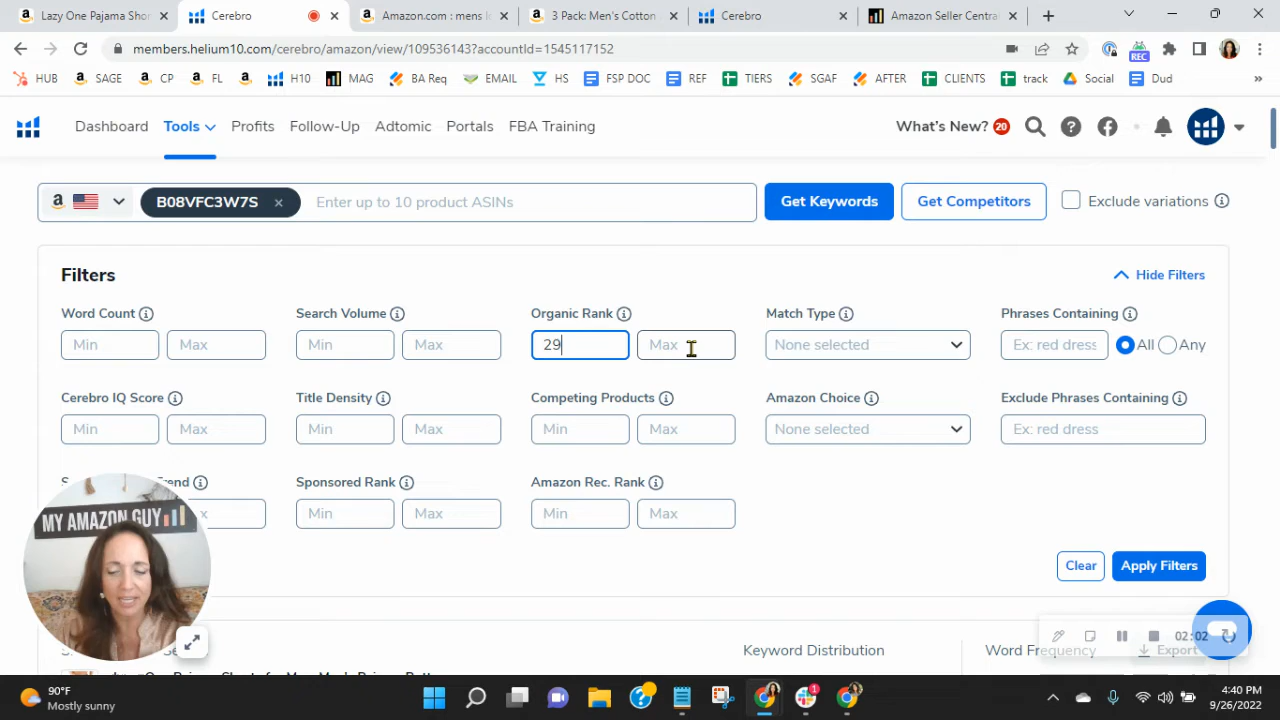 Lazy One Pajama Shor
Cerebro
Amazon.com : mens lo
3 Pack: Men's Cotton
Cerebro
Amazon Seller Central
members.helium10.com/cerebro/amazon/view/109536143?accountId=1545117152
REC
HUB
SAGE
CP
FL
H10
MAG
BA Req
EMAIL
HS
FSP DOC
REF
TIERS
SGAF
AFTER
CLIENTS
track
Social
Dud
Dashboard
Tools
Profits
Follow-Up
Adtomic
Portals
FBA Training
What's New? 20
B08VFC3W7S
Enter up to 10 product ASINs
Get Keywords
Get Competitors
Exclude variations
Filters
Hide Filters
Word Count
Search Volume
Organic Rank
Match Type
Phrases Containing
Min
Max
Min
Max
29
Max
None selected
Ex: red dress
All
Any
Cerebro IQ Score
Title Density
Competing Products
Amazon Choice
Exclude Phrases Containing
Min
Max
Min
Max
Min
Max
None selected
Ex: red dress
Sponsored Rank
Amazon Rec. Rank
Min
Max
Min
Max
MY AMAZON GUY
Clear
Apply Filters
02:02
Keyword Distribution
Word Frequency
Export
90°F
Mostly sunny
1
4:40 PM
9/26/2022